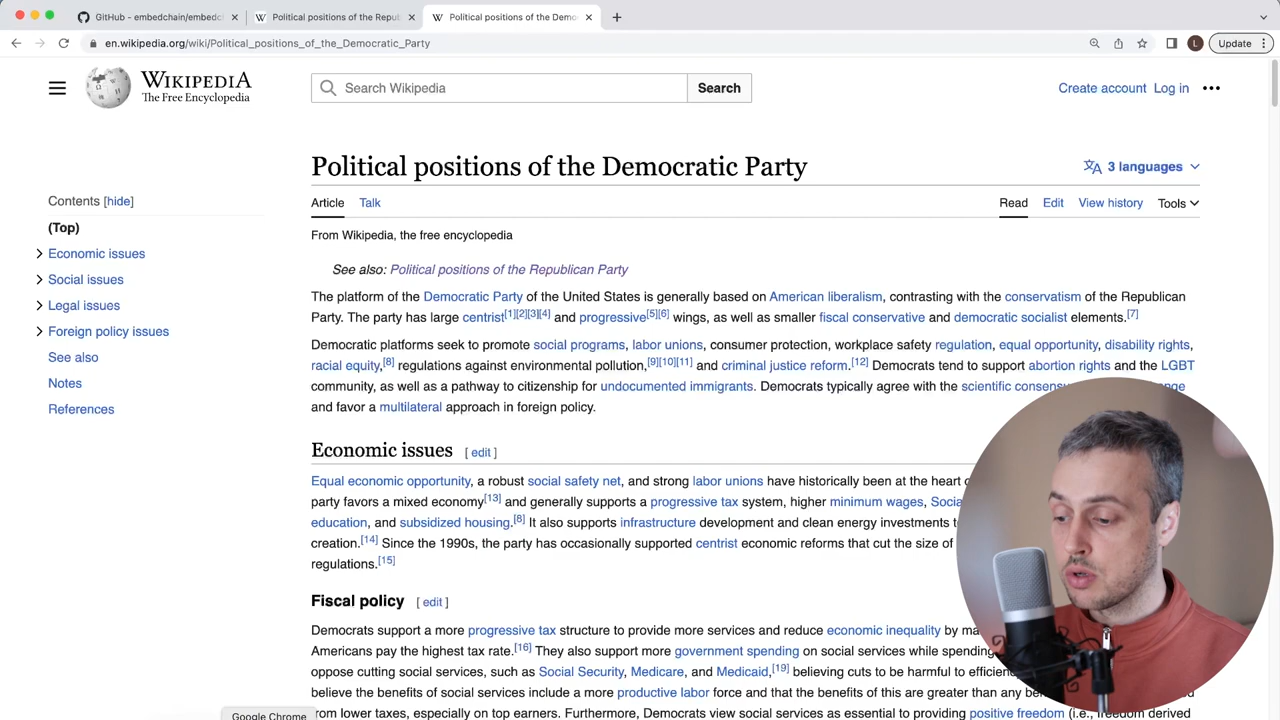 GitHub - embedchain/embedc
Political positions of the Repu
Political positions of the Demo
en.wikipedia.org/wiki/Political_positions_of_the_Democratic_Party
L
Update
WIKIPEDIA
The Free Encyclopedia
Search Wikipedia
Search
Create account Log in
Political positions of the Democratic Party
3 languages
Contents [hide]
(Top)
Economic issues
Social issues
Legal issues
Foreign policy issues
See also
Notes
References
Article Talk
Read Edit View history Tools
From Wikipedia, the free encyclopedia
See also: Political positions of the Republican Party
The platform of the Democratic Party of the United States is generally based on American liberalism, contrasting with the conservatism of the Republican
Party. The party has large centrist[1][2][3][4] and progressive[5][6] wings, as well as smaller fiscal conservative and democratic socialist elements.[7]
Democratic platforms seek to promote social programs, labor unions, consumer protection, workplace safety regulation, equal opportunity, disability rights,
racial equity,[8] regulations against environmental pollution,[9][10][11] and criminal justice reform.[12] Democrats tend to support abortion rights and the LGBT
community, as well as a pathway to citizenship for undocumented immigrants. Democrats typically agree with the scientific
and favor a multilateral approach in foreign policy.
Economic issues [ edit ]
Equal economic opportunity, a robust social safety net, and strong labor unions have historically been at the heart
party favors a mixed economy[13] and generally supports a progressive tax system, higher minimum wages,
education, and subsidized housing.[8] It also supports infrastructure development and clean energy investments
creation.[14] Since the 1990s, the party has occasionally supported centrist economic reforms that cut the size of
regulations.[15]
Fiscal policy [ edit ]
Democrats support a more progressive tax structure to provide more services and reduce economic inequality by
Americans pay the highest tax rate.[16] They also support more government spending on social services while spending
oppose cutting social services, such as Social Security, Medicare, and Medicaid,[19] believing cuts to be harmful to
believe the benefits of social services include a more productive labor force and that the benefits of this are greater than any
from lower taxes, especially on top earners. Furthermore, Democrats view social services as essential to providing positive freedom (i.e., freedom derived
Google Chrome